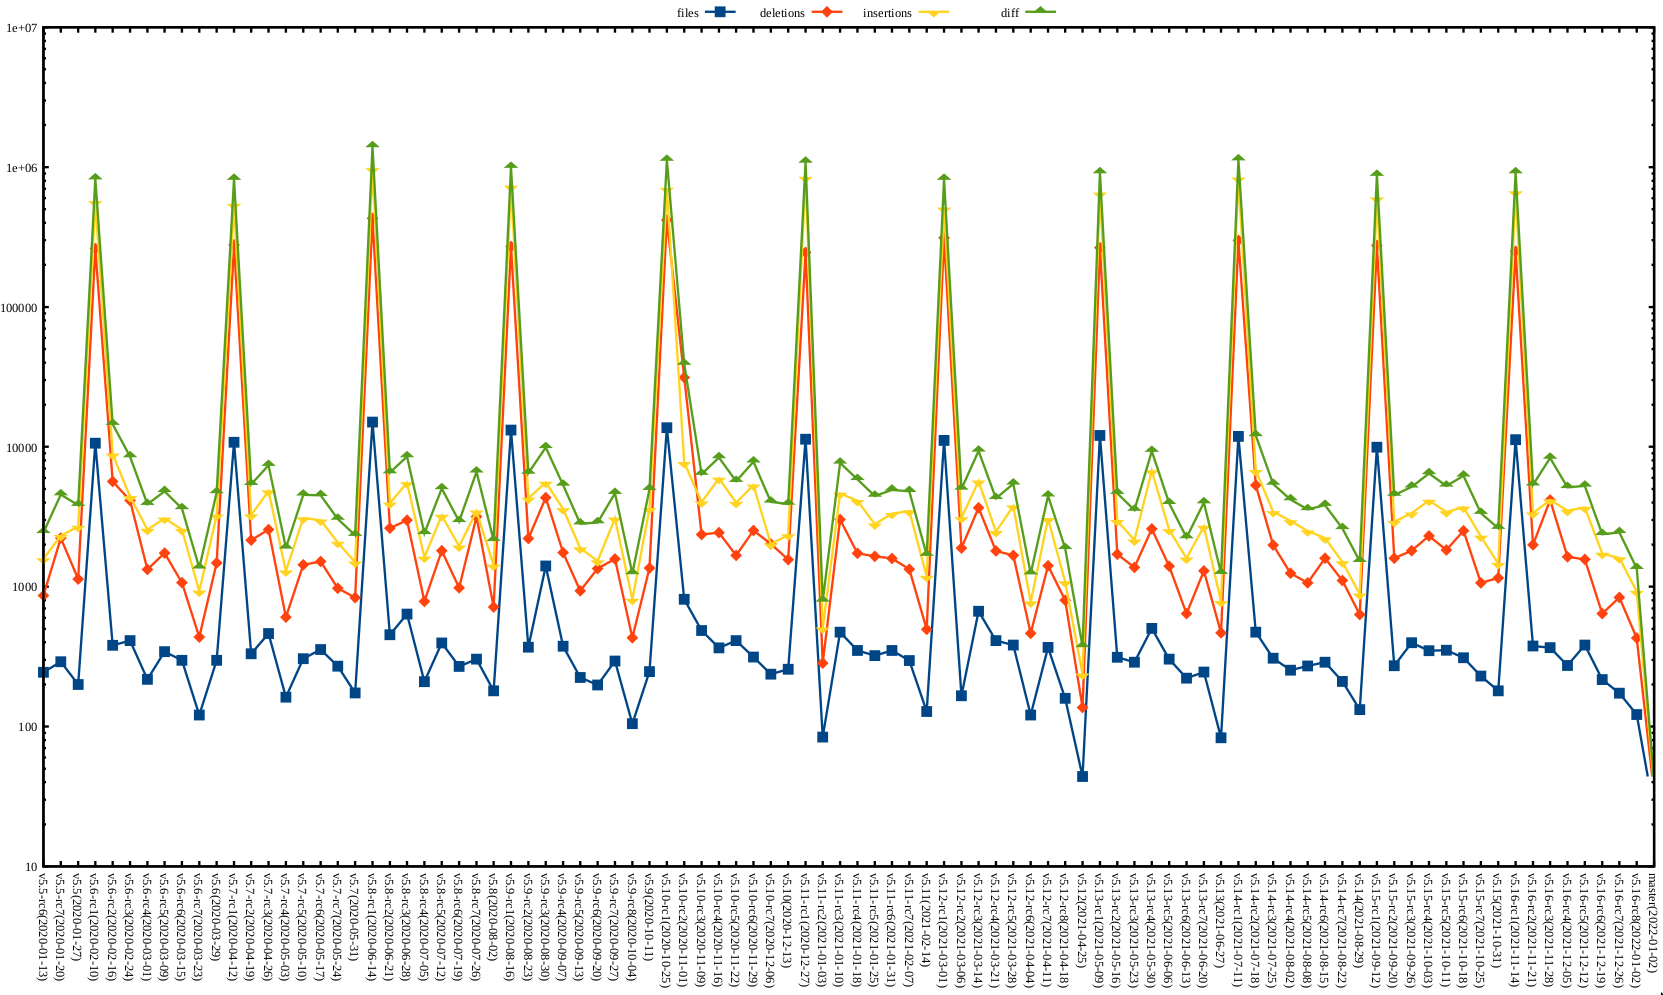 files
deletions
insertions
diff
1e+07
1e+06
100000
10000
1000
100
10
v5.5-rc6(2020-01-13)
v5.5-rc7(2020-01-20)
v5.5(2020-01-27)
v5.6-rc1(2020-02-10)
v5.6-rc2(2020-02-16)
v5.6-rc3(2020-02-24)
v5.6-rc4(2020-03-01)
v5.6-rc5(2020-03-09)
v5.6-rc6(2020-03-15)
v5.6-rc7(2020-03-23)
v5.6(2020-03-29)
v5.7-rc1(2020-04-12)
v5.7-rc2(2020-04-19)
v5.7-rc3(2020-04-26)
v5.7-rc4(2020-05-03)
v5.7-rc5(2020-05-10)
v5.7-rc6(2020-05-17)
v5.7-rc7(2020-05-24)
v5.7(2020-05-31)
v5.8-rc1(2020-06-14)
v5.8-rc2(2020-06-21)
v5.8-rc3(2020-06-28)
v5.8-rc4(2020-07-05)
v5.8-rc5(2020-07-12)
v5.8-rc6(2020-07-19)
v5.8-rc7(2020-07-26)
v5.8(2020-08-02)
v5.9-rc1(2020-08-16)
v5.9-rc2(2020-08-23)
v5.9-rc3(2020-08-30)
v5.9-rc4(2020-09-07)
v5.9-rc5(2020-09-13)
v5.9-rc6(2020-09-20)
v5.9-rc7(2020-09-27)
v5.9-rc8(2020-10-04)
v5.9(2020-10-11)
v5.10-rc1(2020-10-25)
v5.10-rc2(2020-11-01)
v5.10-rc3(2020-11-09)
v5.10-rc4(2020-11-16)
v5.10-rc5(2020-11-22)
v5.10-rc6(2020-11-29)
v5.10-rc7(2020-12-06)
v5.10(2020-12-13)
v5.11-rc1(2020-12-27)
v5.11-rc2(2021-01-03)
v5.11-rc3(2021-01-10)
v5.11-rc4(2021-01-18)
v5.11-rc5(2021-01-25)
v5.11-rc6(2021-01-31)
v5.11-rc7(2021-02-07)
v5.11(2021-02-14)
v5.12-rc1(2021-03-01)
v5.12-rc2(2021-03-06)
v5.12-rc3(2021-03-14)
v5.12-rc4(2021-03-21)
v5.12-rc5(2021-03-28)
v5.12-rc6(2021-04-04)
v5.12-rc7(2021-04-11)
v5.12-rc8(2021-04-18)
v5.12(2021-04-25)
v5.13-rc1(2021-05-09)
v5.13-rc2(2021-05-16)
v5.13-rc3(2021-05-23)
v5.13-rc4(2021-05-30)
v5.13-rc5(2021-06-06)
v5.13-rc6(2021-06-13)
v5.13-rc7(2021-06-20)
v5.13(2021-06-27)
v5.14-rc1(2021-07-11)
v5.14-rc2(2021-07-18)
v5.14-rc3(2021-07-25)
v5.14-rc4(2021-08-02)
v5.14-rc5(2021-08-08)
v5.14-rc6(2021-08-15)
v5.14-rc7(2021-08-22)
v5.14(2021-08-29)
v5.15-rc1(2021-09-12)
v5.15-rc2(2021-09-20)
v5.15-rc3(2021-09-26)
v5.15-rc4(2021-10-03)
v5.15-rc5(2021-10-11)
v5.15-rc6(2021-10-18)
v5.15-rc7(2021-10-25)
v5.15(2021-10-31)
v5.16-rc1(2021-11-14)
v5.16-rc2(2021-11-21)
v5.16-rc3(2021-11-28)
v5.16-rc4(2021-12-05)
v5.16-rc5(2021-12-12)
v5.16-rc6(2021-12-19)
v5.16-rc7(2021-12-26)
v5.16-rc8(2022-01-02)
master(2022-01-02)